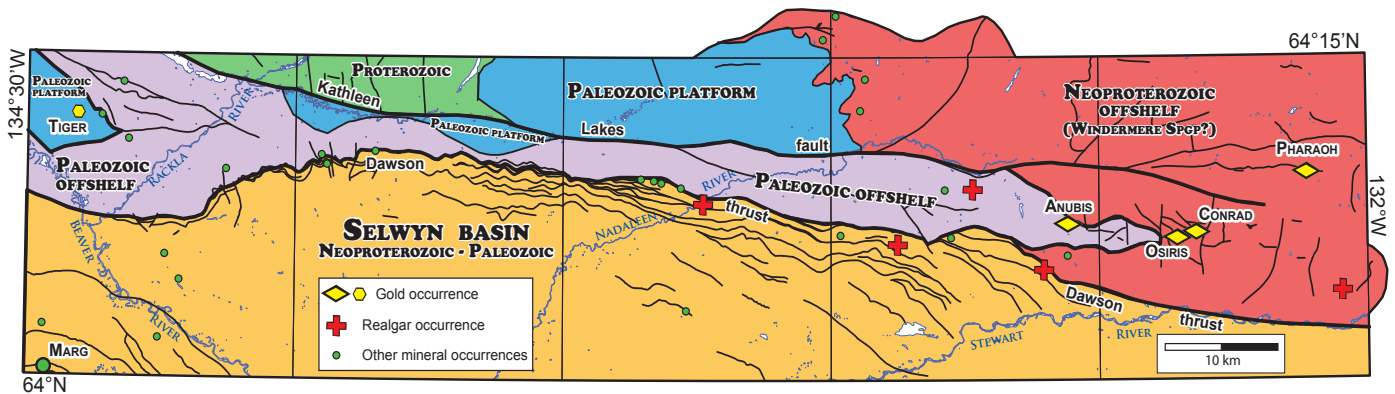 134°30'W
64°15'N
PALEOZOIC
PLATFORM
TIGER
PROTEROZOIC
Kathleen
Lakes
fault
RIVER
RACKLA
PALEOZOIC PLATFORM
PALEOZOIC PLATFORM
NEOPROTEROZOIC
OFFSHELF
(WINDERMERE SPGP?)
PHARAOH
PALEOZOIC
OFFSHELF
Dawson
thrust
NADALEEN
RIVER
PALEOZOIC OFFSHELF
ANUBIS
CONRAD
OSIRIS
132°W
SELWYN BASIN
NEOPROTEROZOIC - PALEOZOIC
BEAVER
RIVER
Gold occurrence
Realgar occurrence
Other mineral occurrences
Dawson
thrust
STEWART
RIVER
MARG
10 km
64°N